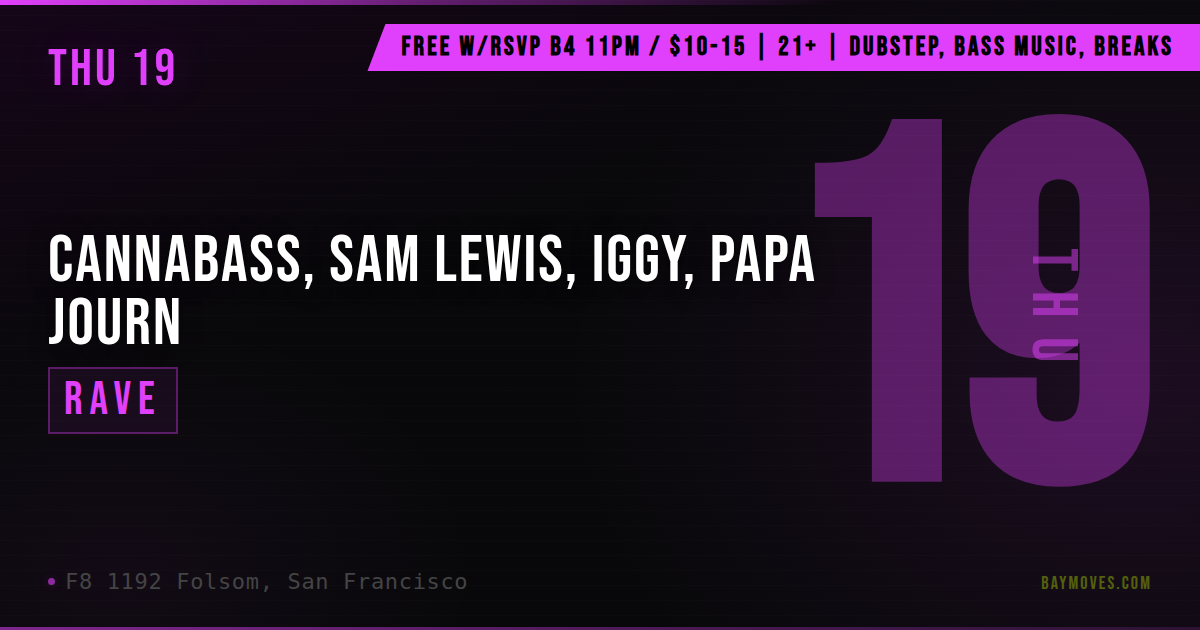 THU 19
FREE W/RSVP B4 11PM / $10-15 | 21+ | DUBSTEP, BASS MUSIC, BREAKS
19
THU
CANNABASS, SAM LEWIS, IGGY, PAPA
JOURN
RAVE
F8 1192 Folsom, San Francisco
BAYMOVES.COM